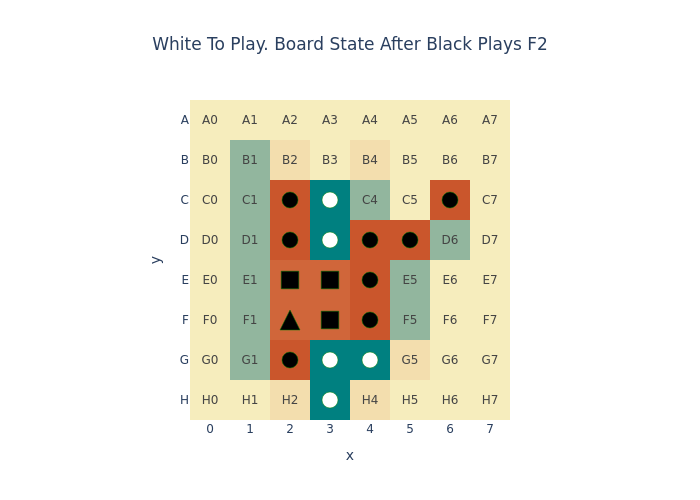 White To Play. Board State After Black Plays F2
A A0 A1 A2 A3 A4 A5 A6 A7
B B0 B1 B2 B3 B4 B5 B6 B7
C C0 C1 C4 C5 C7
D D0 D1 D6 D7
E E0 E1 E5 E6 E7
F F0 F1 F5 F6 F7
G G0 G1 G5 G6 G7
H H0 H1 H2 H4 H5 H6 H7
0 1 2 3 4 5 6 7
x
y